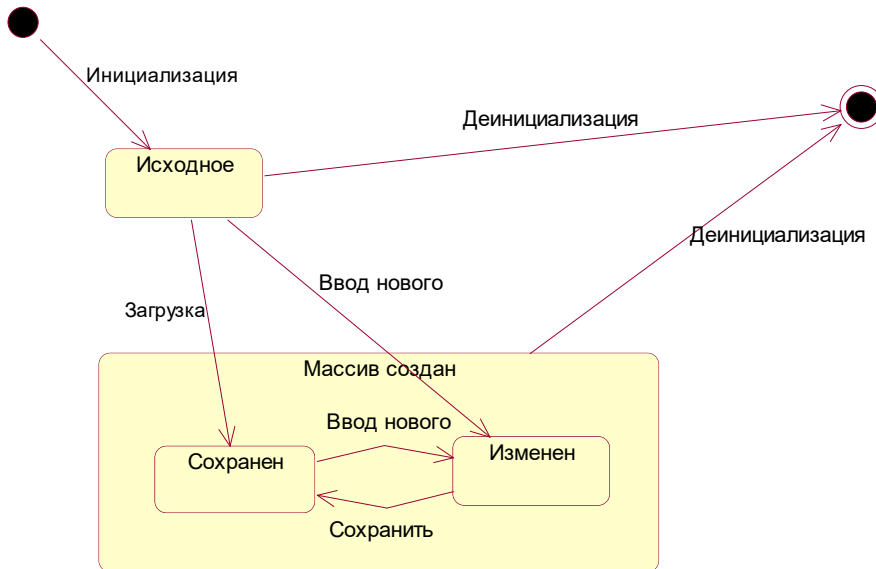 Инициализация
Деинициализация
Исходное
Деинициализация
Ввод нового
Загрузка
Массив создан
Ввод нового
Сохранен
Изменен
Сохранить